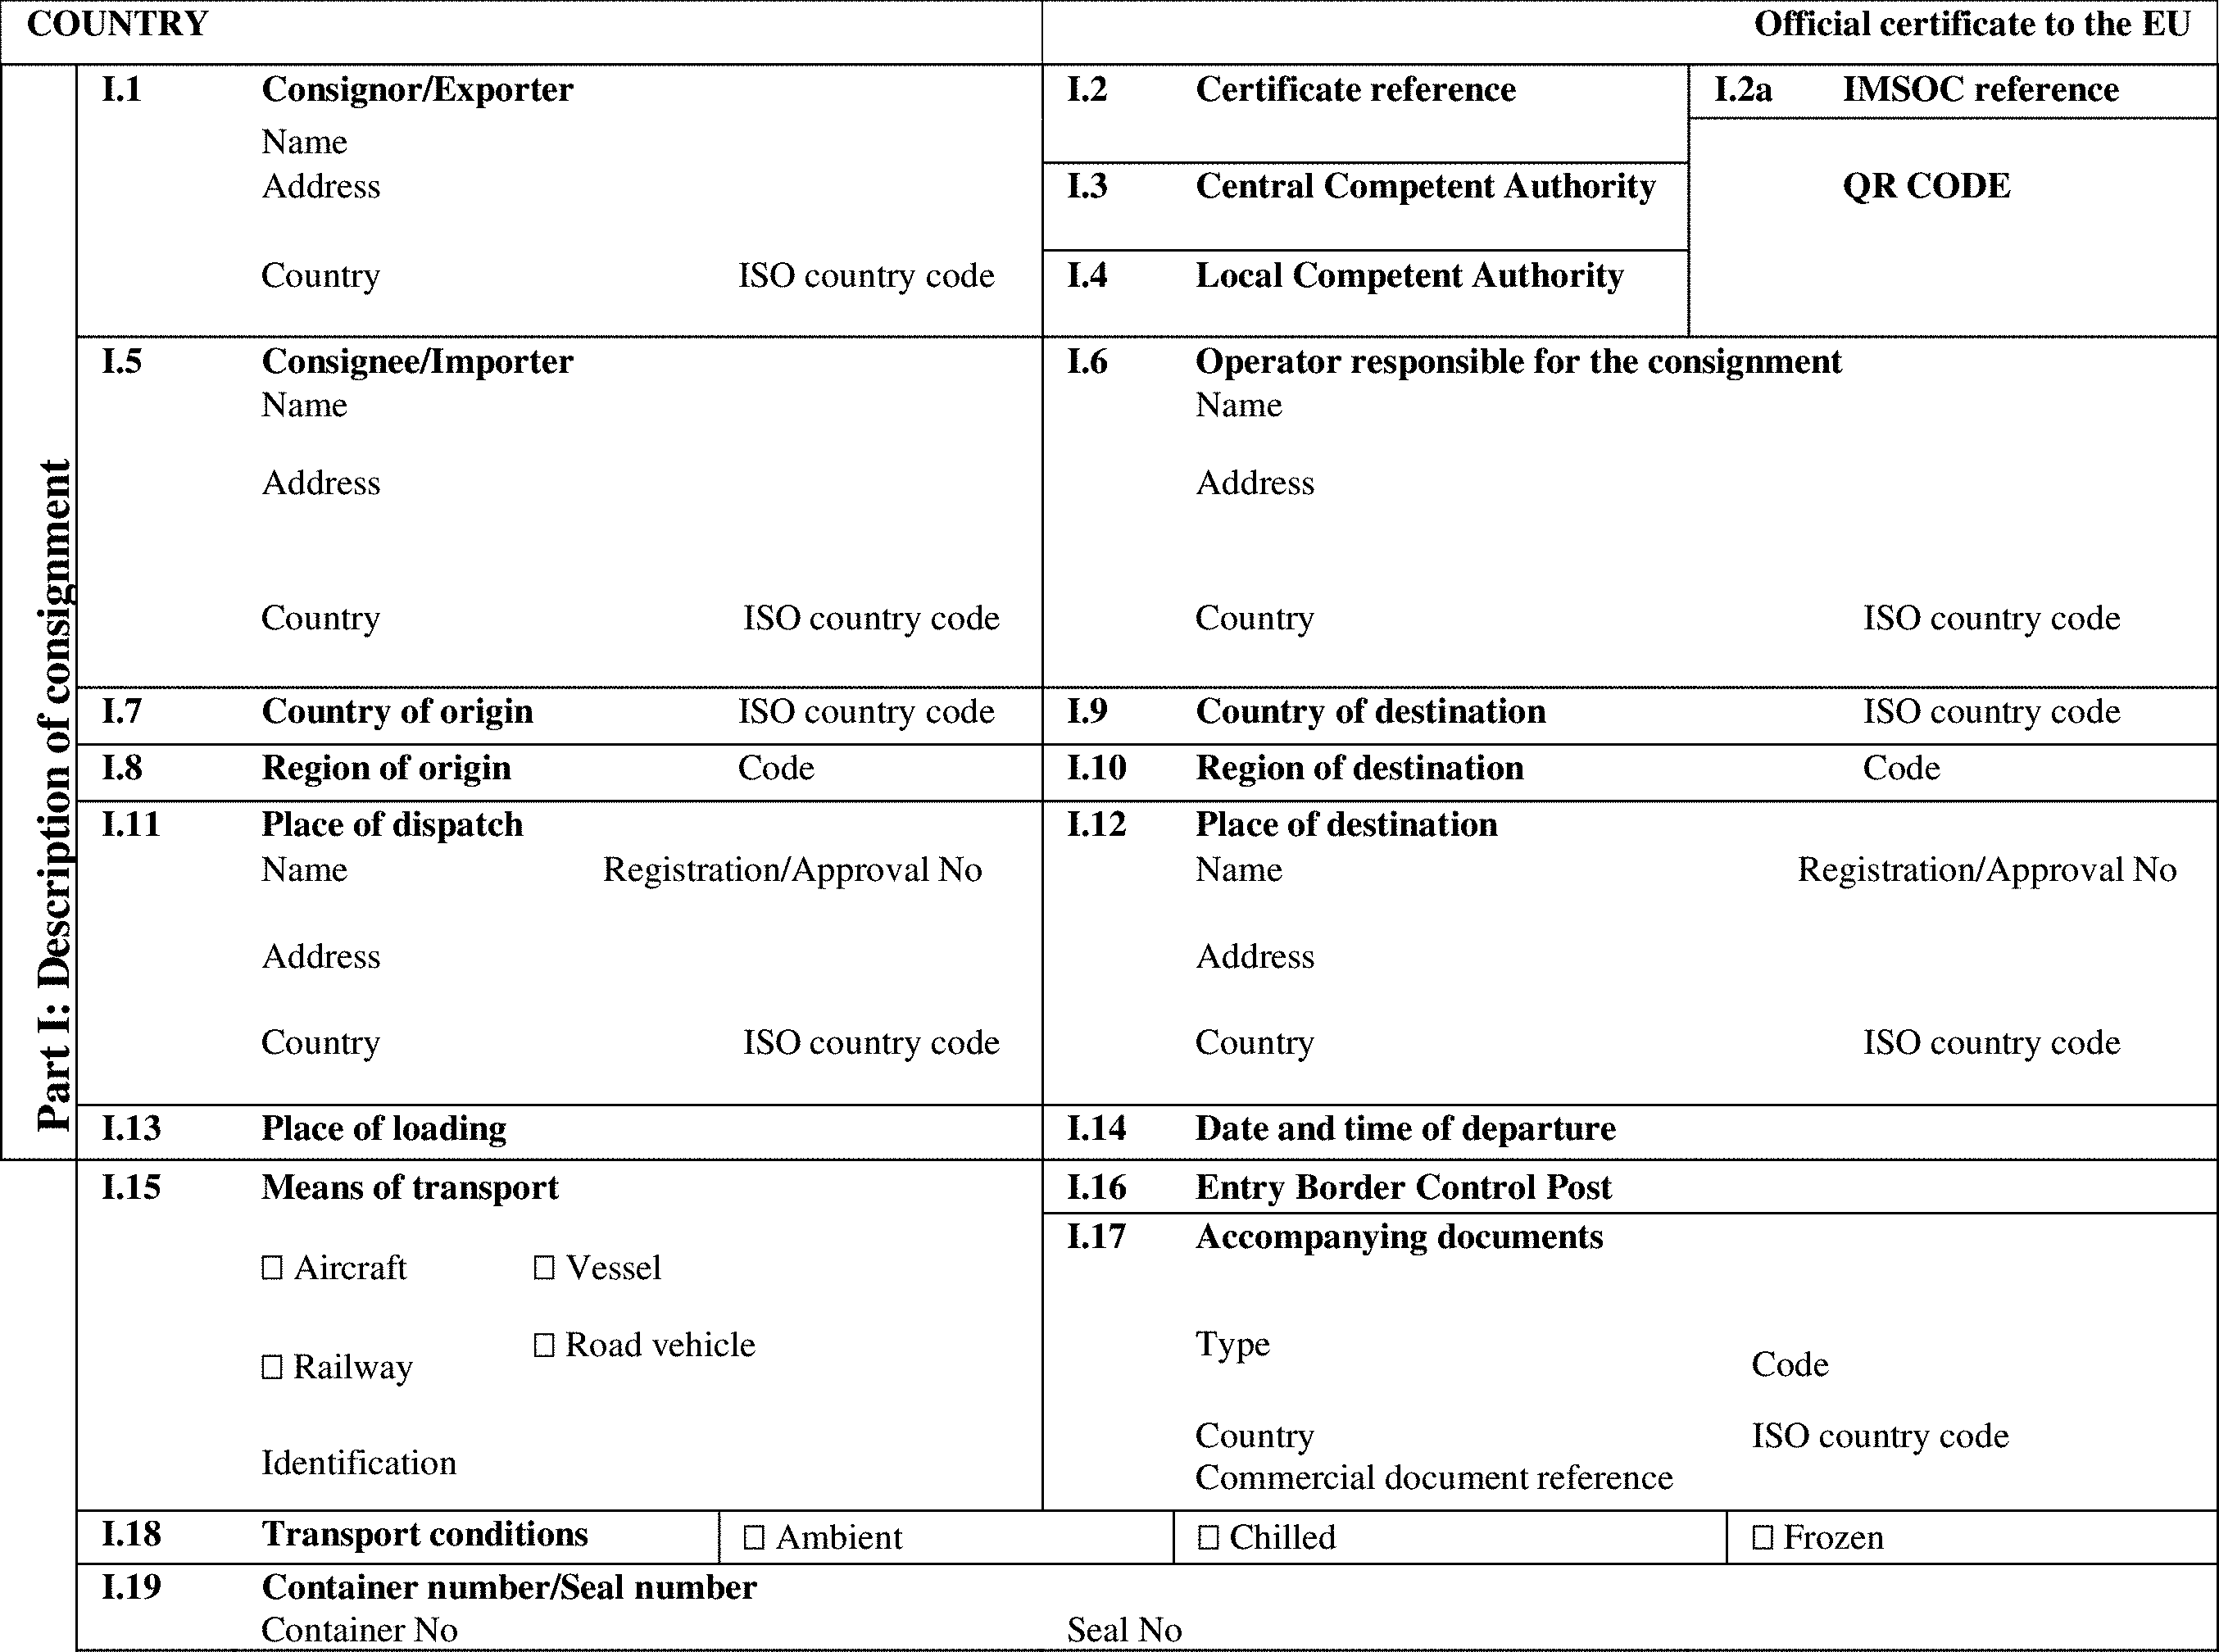 COUNTRY Official certificate to the EU
Part I: Description of consignment
I.1 Consignor/Exporter
Name
Address
Country ISO country code
I.2 Certificate reference
I.2a IMSOC reference
QR CODE
I.3 Central Competent Authority
I.4 Local Competent Authority
I.5 Consignee/Importer
Name
Address
Country ISO country code
I.6 Operator responsible for the consignment
Name
Address
Country ISO country code
I.7 Country of origin ISO country code
I.9 Country of destination ISO country code
I.8 Region of origin Code
I.10 Region of destination Code
I.11 Place of dispatch
Name Registration/Approval No
Address
Country ISO country code
I.12 Place of destination
Name Registration/Approval No
Address
Country ISO country code
I.13 Place of loading
I.14 Date and time of departure
I.15 Means of transport
□ Aircraft □ Vessel
□ Railway □ Road vehicle
Identification
I.16 Entry Border Control Post
I.17 Accompanying documents
Type Code
Country ISO country code
Commercial document reference
I.18 Transport conditions □ Ambient □ Chilled □ Frozen
I.19 Container number/Seal number
Container No Seal No